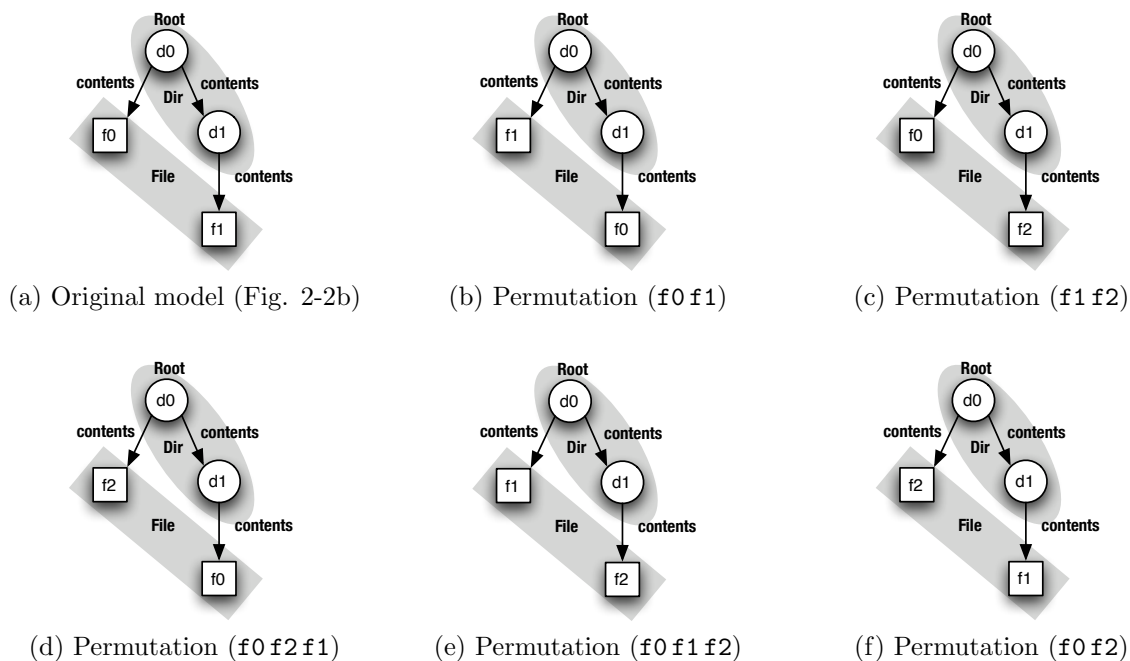 Root
d0
contents
contents
Dir
f0
d1
File
contents
f1
(a) Original model (Fig. 2-2b)
Root
d0
contents
contents
Dir
f1
d1
File
contents
f0
(b) Permutation (f0 f1)
Root
d0
contents
contents
Dir
f0
d1
File
contents
f2
(c) Permutation (f1 f2)
Root
d0
contents
contents
Dir
f2
d1
File
contents
f0
(d) Permutation (f0 f2 f1)
Root
d0
contents
contents
Dir
f1
d1
File
contents
f2
(e) Permutation (f0 f1 f2)
Root
d0
contents
contents
Dir
f2
d1
File
contents
f1
(f) Permutation (f0 f2)